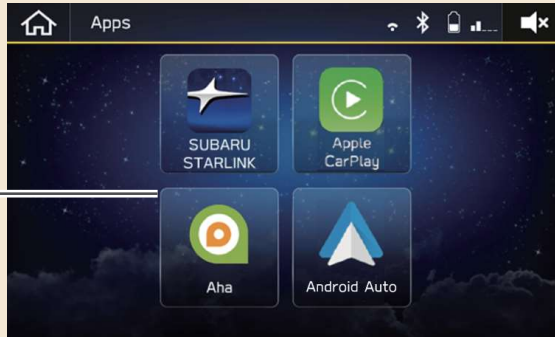 Apps
SUBARU
STARLINK
Apple
CarPlay
Aha
Android Auto